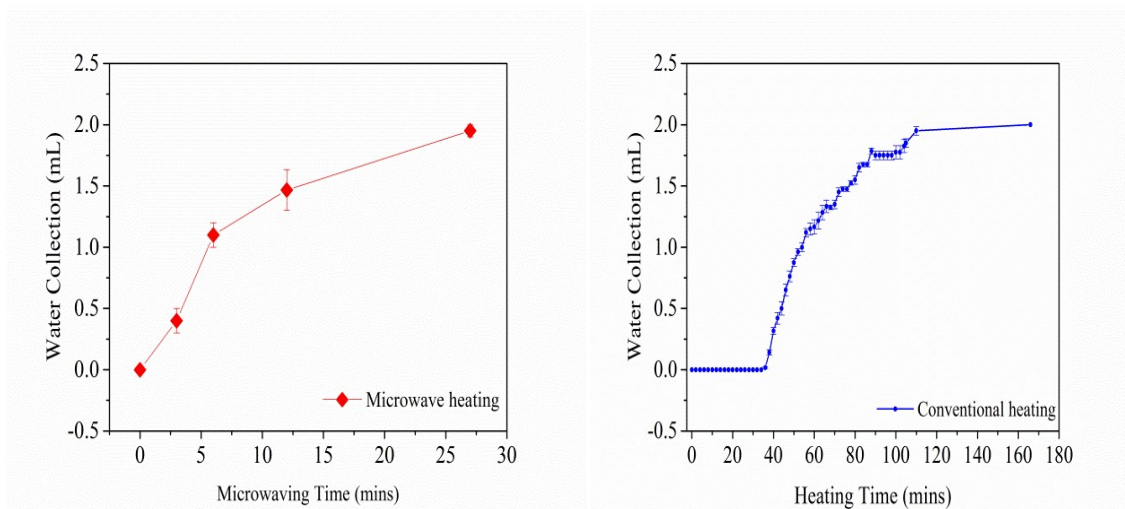 2.5
2.0
1.5
1.0
0.5
0.0
-0.5
Water Collection (mL)
Microwave heating
0 5 10 15 20 25 30
Microwaving Time (mins)
2.5
2.0
1.5
1.0
0.5
0.0
-0.5
Water Collection (mL)
Conventional heating
0 20 40 60 80 100 120 140 160 180
Heating Time (mins)